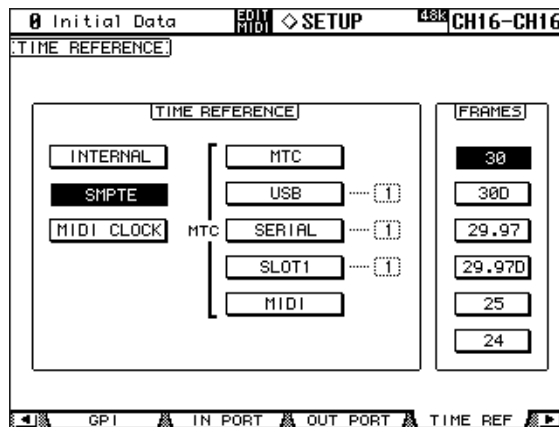 0 Initial Data EDIT MIDI ◇SETUP 48K CH16-CH16
TIME REFERENCE
TIME REFERENCE
FRAMES
INTERNAL
SMPTE
MIDI CLOCK
MTC
MTC
USB 1
SERIAL 1
SLOT1 1
MIDI
30
30D
29.97
29.97D
25
24
GPI IN PORT OUT PORT TIME REF